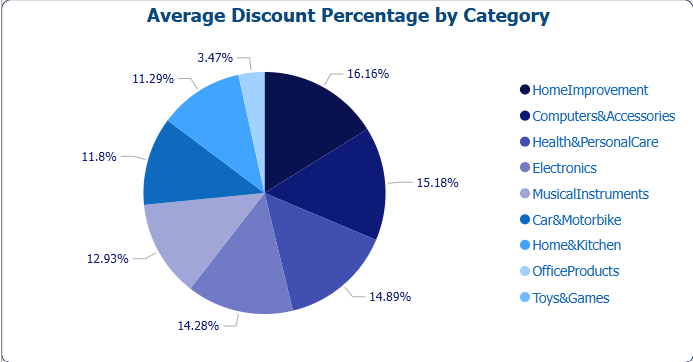 Average Discount Percentage by Category
3.47%
16.16%
11.29%
11.8%
15.18%
12.93%
14.28%
14.89%
HomeImprovement
Computers&Accessories
Health&PersonalCare
Electronics
MusicalInstruments
Car&Motorbike
Home&Kitchen
OfficeProducts
Toys&Games